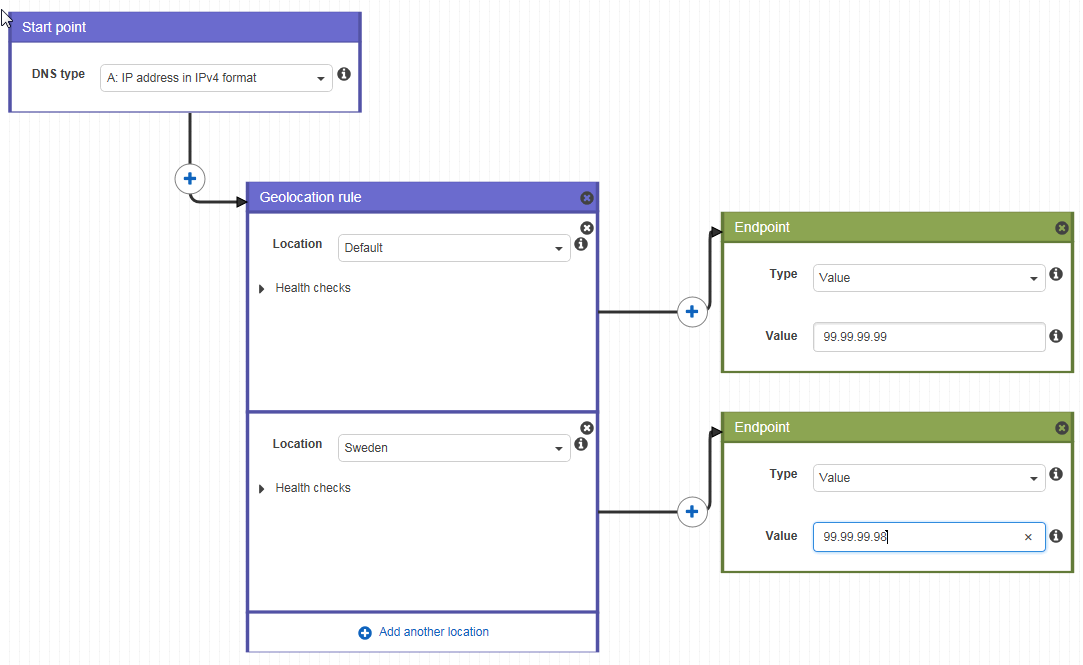 Start point
DNS type A: IP address in IPv4 format
Geolocation rule
Location Default
Health checks
Endpoint
Type Value
Value 99.99.99.99
Location Sweden
Health checks
Endpoint
Type Value
Value 99.99.99.98
Add another location